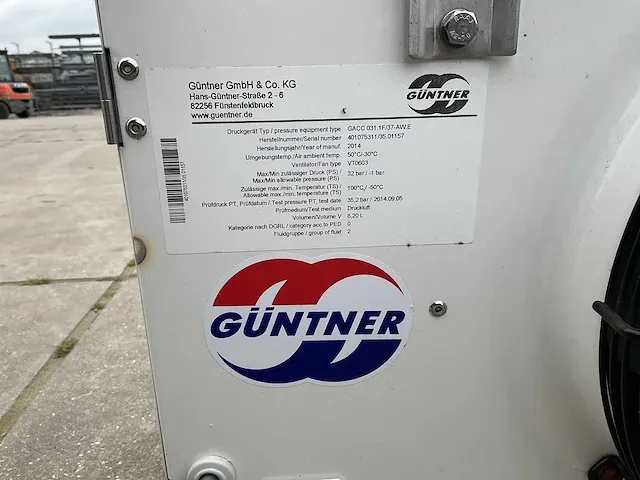 Güntner GmbH & Co. KG
Hans-Güntner-Straße 2 - 6
82256 Fürstenfeldbruck
www.guentner.de
GÜNTNER
Druckgerät Typ / pressure equipment type GACC 031.1F/37-AW.E
Herstellnummer/Serial number 401075311/35.01157
Herstellungsjahr/Year of manuf. 2014
Umgebungstemp./Air ambient temp. 50°C/-30°C
Ventilator/Fan type VT0603
Max/Min zulässiger Druck (PS) / 32 bar / -1 bar
Max/Min allowable pressure (PS)
Zulässige max./min. Temperatur (TS) / 100°C/ -50°C
Allowable max./min. temperature (TS)
Prüfdruck PT, Prüfdatum / Test pressure PT, test date 35,2 bar / 2014.09.05
Prüfmedium/Test medium Druckluft
Volumen/Volume V 8,20 L
Kategorie nach DGRL / category acc to PED 0
Fluidgruppe / group of fluid 2
GÜNTNER